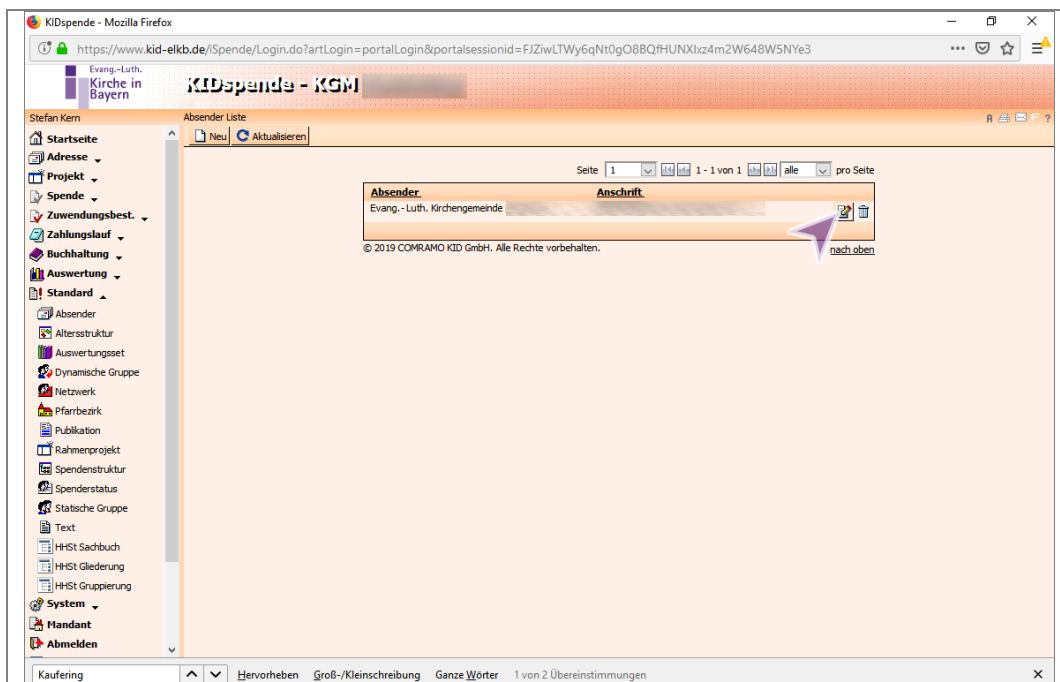 KIDspende - Mozilla Firefox
https://www.kid-elkb.de/iSpende/Login.do?artLogin=portalLogin&portalsessionid=FJZiwLTWy6qNt0gO8BQfHUNXIxz4m2W648W5NYe3
Evang.-Luth.
Kirche in
Bayern
KIDspende - KGM
Stefan Kern
Absender Liste
Startseite
Neu Aktualisieren
Adresse
Projekt
Seite 1 1 - 1 von 1 alle pro Seite
Spende
Absender Anschrift
Zuwendungsbest.
Evang.-Luth. Kirchengemeinde
Zahlungslauf
Buchhaltung
© 2019 COMRAMO KID GmbH. Alle Rechte vorbehalten.
nach oben
Auswertung
Standard
Absender
Altersstruktur
Auswertungsset
Dynamische Gruppe
Netzwerk
Pfarrbezirk
Publikation
Rahmenprojekt
Spendenstruktur
Spenderstatus
Statische Gruppe
Text
HHSt Sachbuch
HHSt Gliederung
HHSt Gruppierung
System
Mandant
Abmelden
Kaufering Hervorheben Groß-/Kleinschreibung Ganze Wörter 1 von 2 Übereinstimmungen